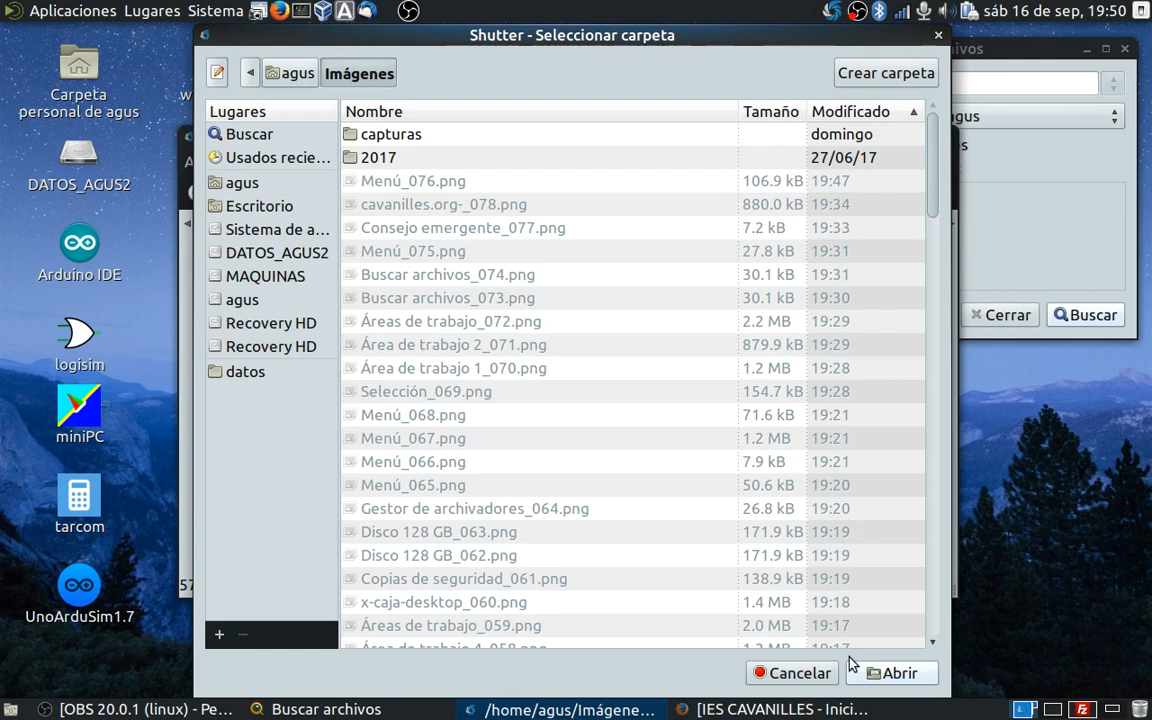 Aplicaciones Lugares Sistema
sáb 16 de sep, 19:50
Carpeta
personal de agus
DATOS_AGUS2
Arduino IDE
logisim
miniPC
tarcom
UnoArduSim1.7
Shutter - Seleccionar carpeta
agus Imágenes Crear carpeta
Lugares
Buscar
Usados recie...
agus
Escritorio
Sistema de a...
DATOS_AGUS2
MAQUINAS
agus
Recovery HD
Recovery HD
datos
Nombre Tamaño Modificado
capturas domingo
2017 27/06/17
Menú_076.png 106.9 kB 19:47
cavanilles.org-_078.png 880.0 kB 19:34
Consejo emergente_077.png 7.2 kB 19:33
Menú_075.png 27.8 kB 19:31
Buscar archivos_074.png 30.1 kB 19:31
Buscar archivos_073.png 30.1 kB 19:30
Áreas de trabajo_072.png 2.2 MB 19:29
Área de trabajo 2_071.png 879.9 kB 19:29
Área de trabajo 1_070.png 1.2 MB 19:28
Selección_069.png 154.7 kB 19:28
Menú_068.png 71.6 kB 19:21
Menú_067.png 1.2 MB 19:21
Menú_066.png 7.9 kB 19:21
Menú_065.png 50.6 kB 19:20
Gestor de archivadores_064.png 26.8 kB 19:20
Disco 128 GB_063.png 171.9 kB 19:19
Disco 128 GB_062.png 171.9 kB 19:19
Copias de seguridad_061.png 138.9 kB 19:19
x-caja-desktop_060.png 1.4 MB 19:18
Áreas de trabajo_059.png 2.0 MB 19:17
Cancelar Abrir
agus
Cerrar Buscar
[OBS 20.0.1 (linux) - Pe... Buscar archivos /home/agus/Imágene... [IES CAVANILLES - Inici...